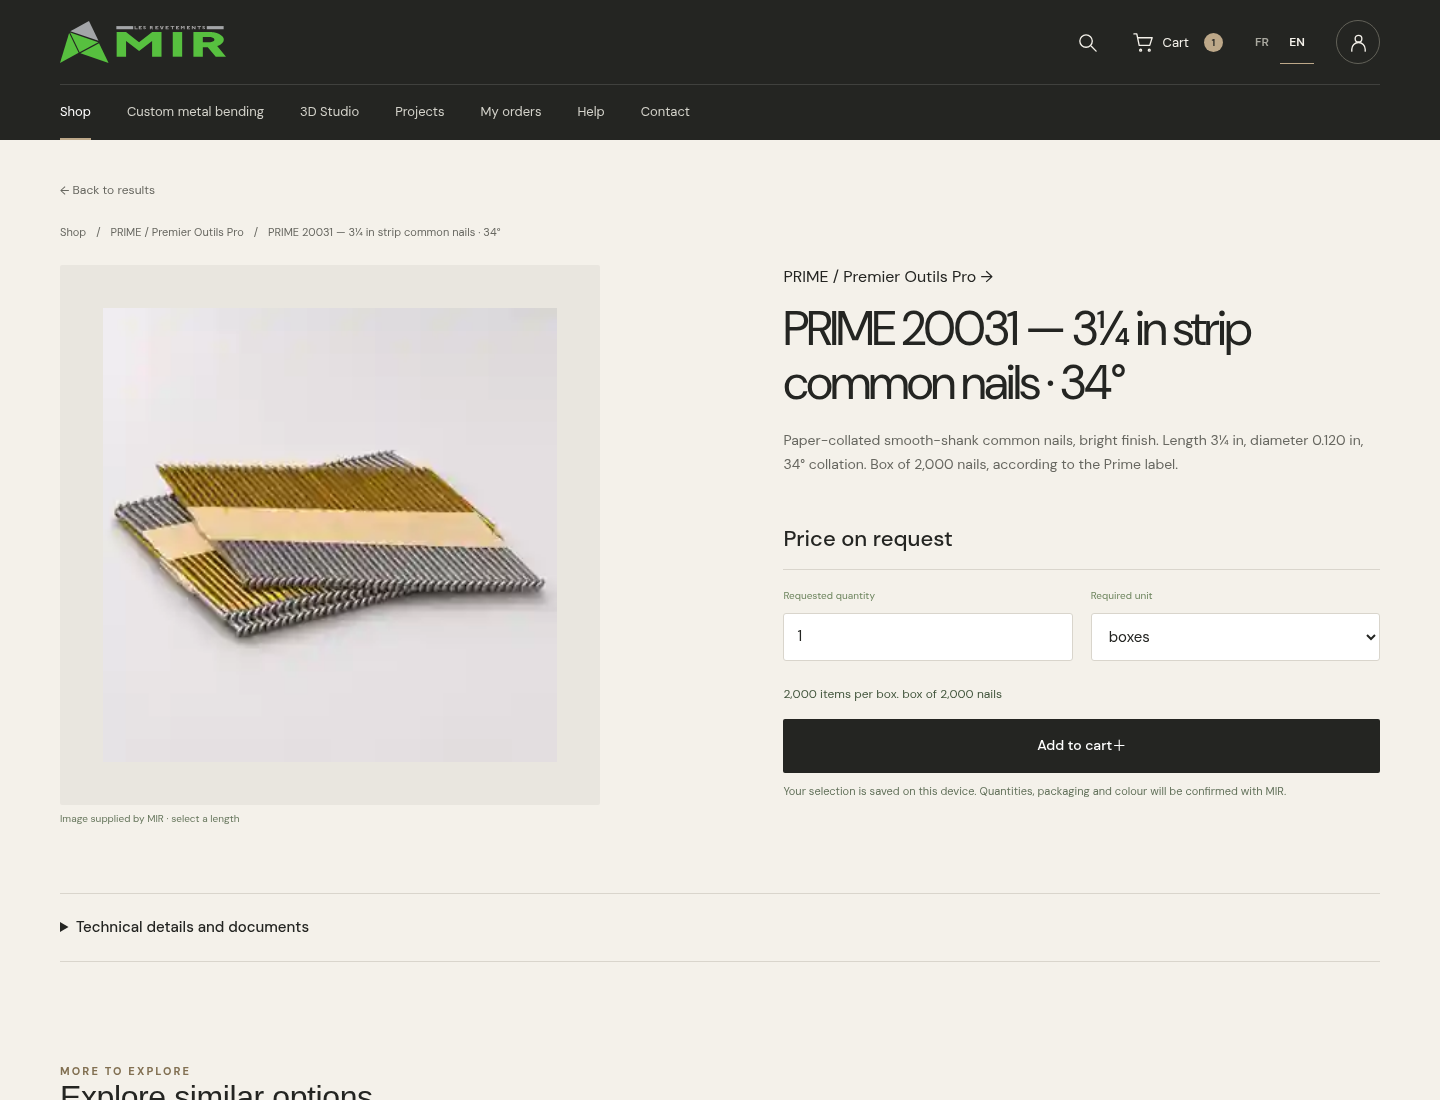 LES REVETEMENTS
MIR
Cart 1
FR EN
Shop Custom metal bending 3D Studio Projects My orders Help Contact
← Back to results
Shop / PRIME / Premier Outils Pro / PRIME 20031 — 3¼ in strip common nails · 34°
PRIME / Premier Outils Pro →
PRIME 20031 — 3¼ in strip
common nails · 34°
Paper-collated smooth-shank common nails, bright finish. Length 3¼ in, diameter 0.120 in,
34° collation. Box of 2,000 nails, according to the Prime label.
Price on request
Requested quantity Required unit
1 boxes
2,000 items per box. box of 2,000 nails
Add to cart+
Your selection is saved on this device. Quantities, packaging and colour will be confirmed with MIR.
Image supplied by MIR · select a length
Technical details and documents
MORE TO EXPLORE
Explore similar options